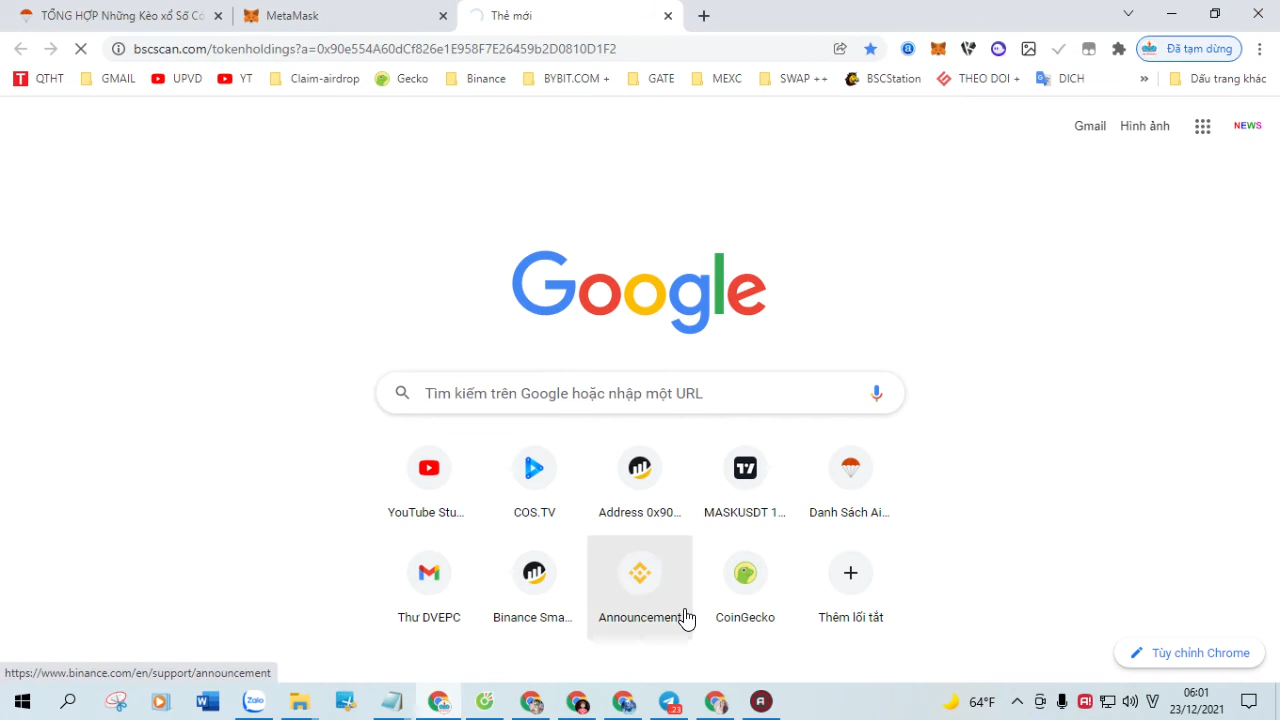 TỔNG HỢP Những Kèo xổ Số Có
MetaMask
Thẻ mới
bscscan.com/tokenholdings?a=0x90e554A60dCf826e1E958F7E26459b2D0810D1F2
Đã tạm dừng
QTHT
GMAIL
UPVD
YT
Claim-airdrop
Gecko
Binance
BYBIT.COM +
GATE
MEXC
SWAP ++
BSCStation
THEO DOI +
DICH
»
Dấu trang khác
Gmail
Hình ảnh
NEWS
Google
Tìm kiếm trên Google hoặc nhập một URL
YouTube Stu...
COS.TV
Address 0x90...
MASKUSDT 1...
Danh Sách Ai...
Thư DVEPC
Binance Sma...
Announcement
CoinGecko
Thêm lối tắt
Tùy chỉnh Chrome
https://www.binance.com/en/support/announcement
Zalo
23
64°F
06:01
23/12/2021